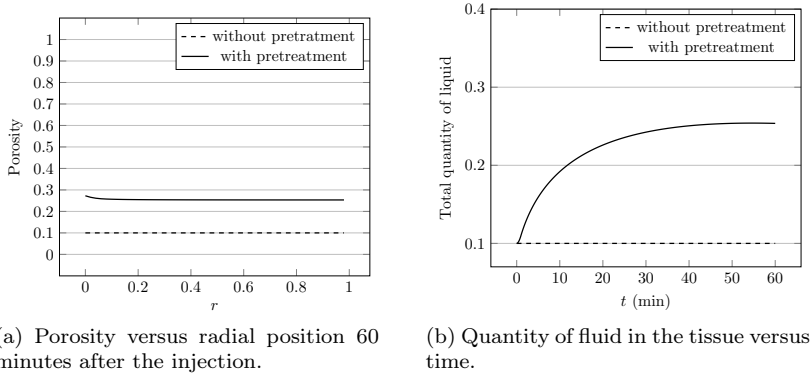 without pretratment
with pretreatment
1
0.9
0.8
0.7
0.6
0.5
0.4
0.3
0.2
0.1
0
Porosity
0 0.2 0.4 0.6 0.8 1
r
(a) Porosity versus radial position 60
minutes after the injection.
without pretreatment
with pretreatment
0.4
0.3
0.2
0.1
Total quantity of liquid
0 10 20 30 40 50 60
t (min)
(b) Quantity of fluid in the tissue versus
time.